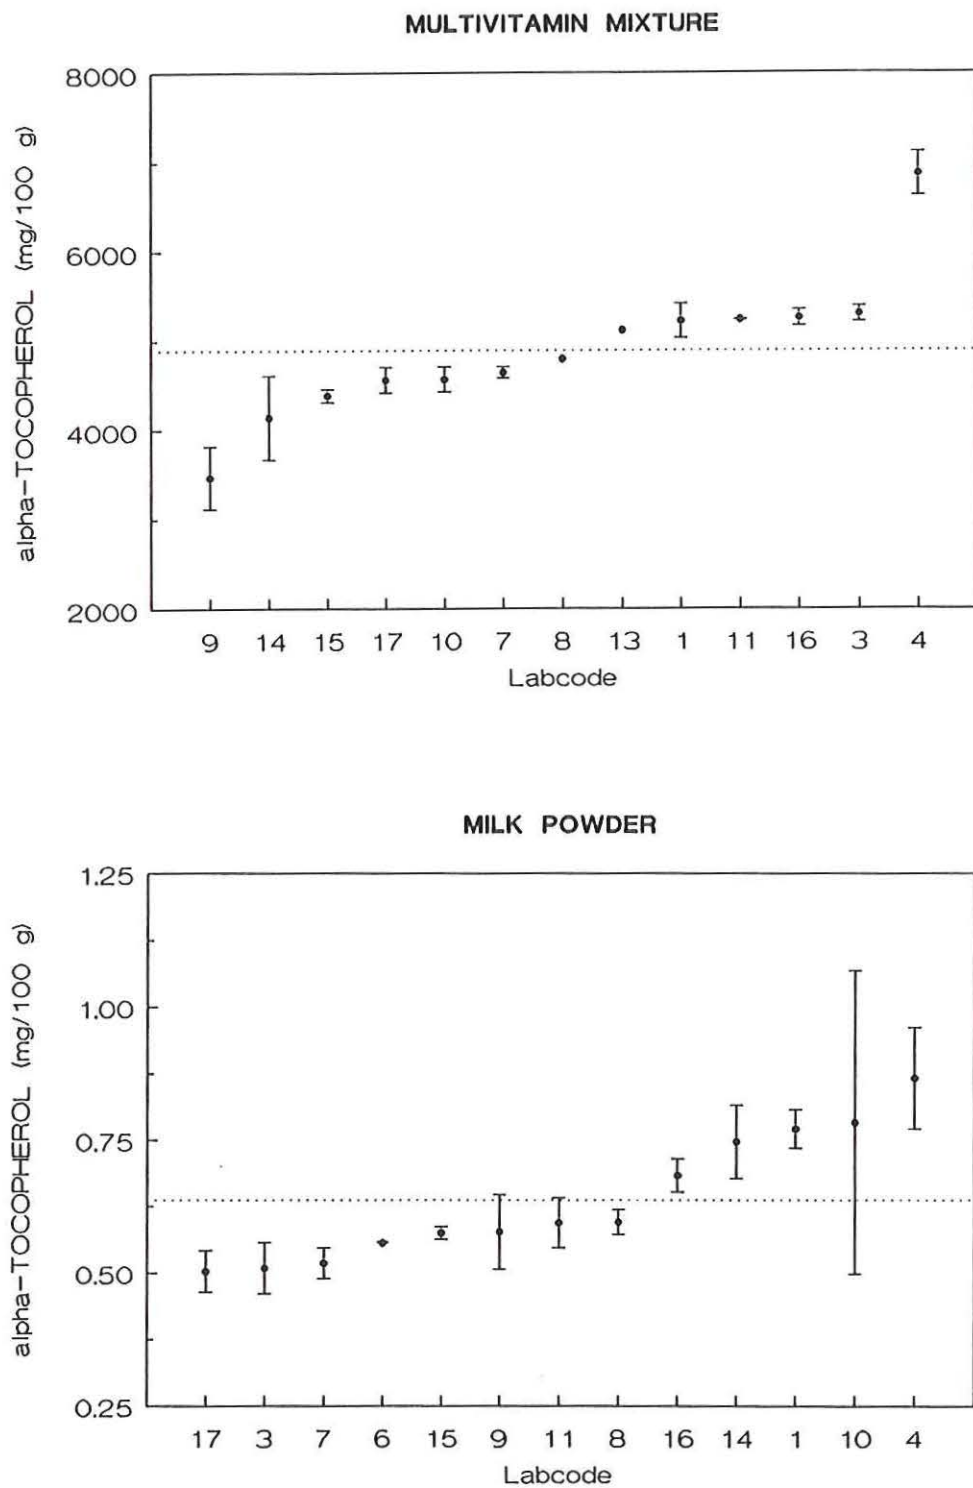 MULTIVITAMIN MIXTURE
alpha-TOCOPHEROL (mg/100 g)
8000
6000
4000
2000
9 14 15 17 10 7 8 13 1 11 16 3 4
Labcode
MILK POWDER
alpha-TOCOPHEROL (mg/100 g)
1.25
1.00
0.75
0.50
0.25
17 3 7 6 15 9 11 8 16 14 1 10 4
Labcode